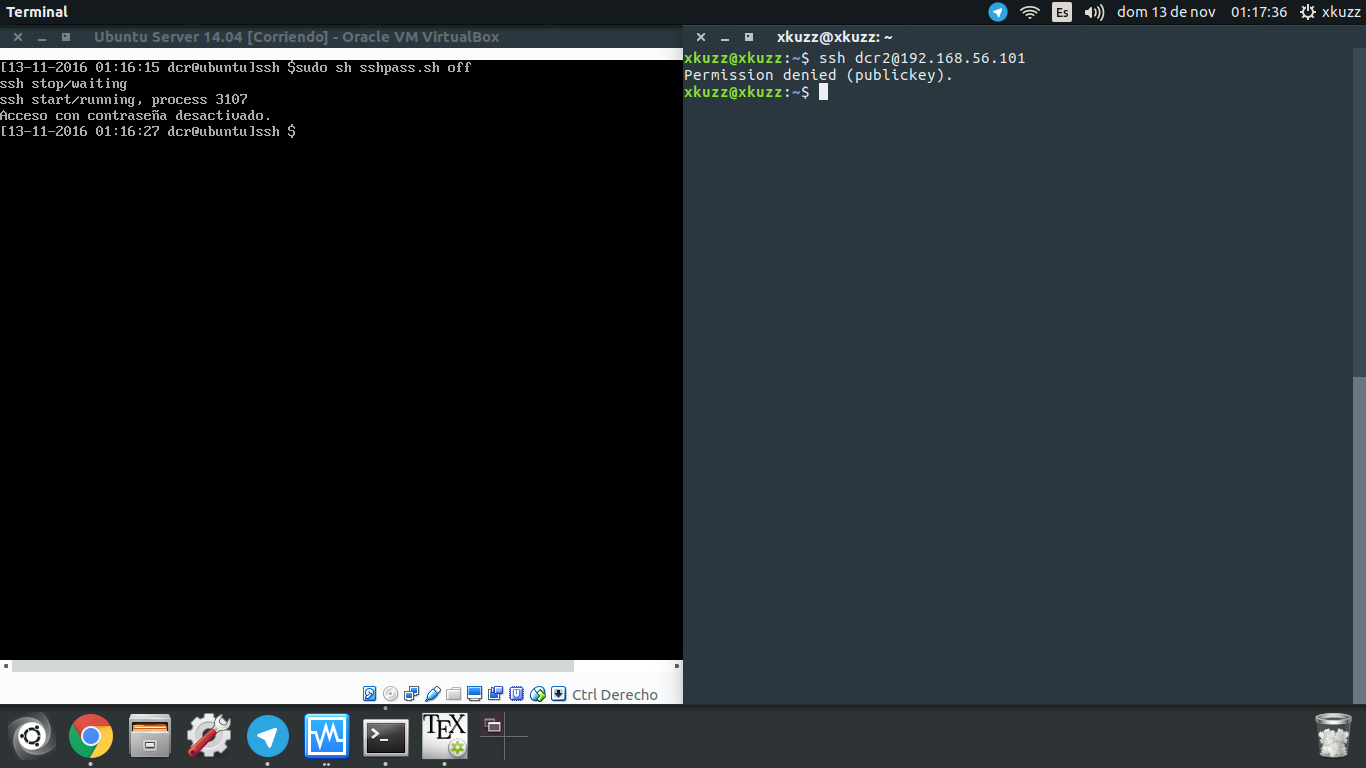 Terminal
Es
dom 13 de nov
01:17:36
xkuzz
Ubuntu Server 14.04 [Corriendo] - Oracle VM VirtualBox
[13-11-2016 01:16:15 dcr@ubuntu]ssh $sudo sh sshpass.sh off
ssh stop/waiting
ssh start/running, process 3107
Acceso con contraseña desactivado.
[13-11-2016 01:16:27 dcr@ubuntu]ssh $
Ctrl Derecho
xkuzz@xkuzz: ~
xkuzz@xkuzz:~$ ssh dcr2@192.168.56.101
Permission denied (publickey).
xkuzz@xkuzz:~$
TEX